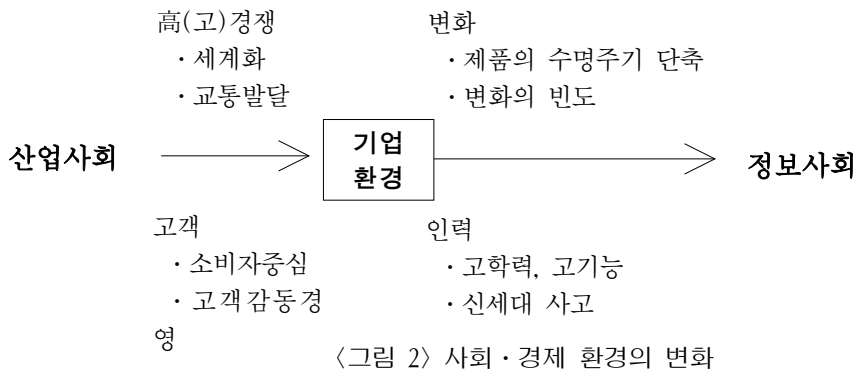 高(고)경쟁
· 세계화
· 교통발달
변화
· 제품의 수명주기 단축
· 변화의 빈도
산업사회
기업
환경
정보사회
고객
· 소비자중심
· 고객감동경
영
인력
· 고학력, 고기능
· 신세대 사고
〈그림 2〉 사회 · 경제 환경의 변화